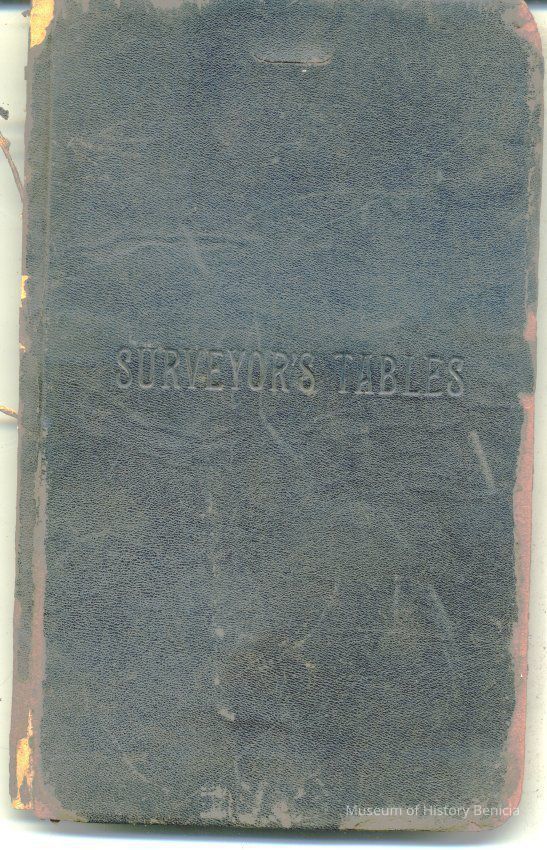 SURVEYOR'S TABLES
Museum of History Benicia